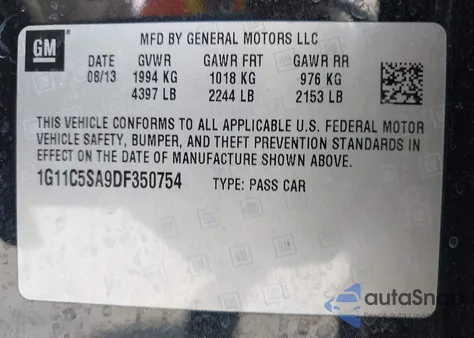 GM
MFD BY GENERAL MOTORS LLC
DATE GVWR GAWR FRT GAWR RR
08/13 1994 KG 1018 KG 976 KG
4397 LB 2244 LB 2153 LB
THIS VEHICLE CONFORMS TO ALL APPLICABLE U.S. FEDERAL MOTOR
VEHICLE SAFETY, BUMPER, AND THEFT PREVENTION STANDARDS IN
EFFECT ON THE DATE OF MANUFACTURE SHOWN ABOVE.
1G11C5SA9DF350754 TYPE: PASS CAR
autoSnap